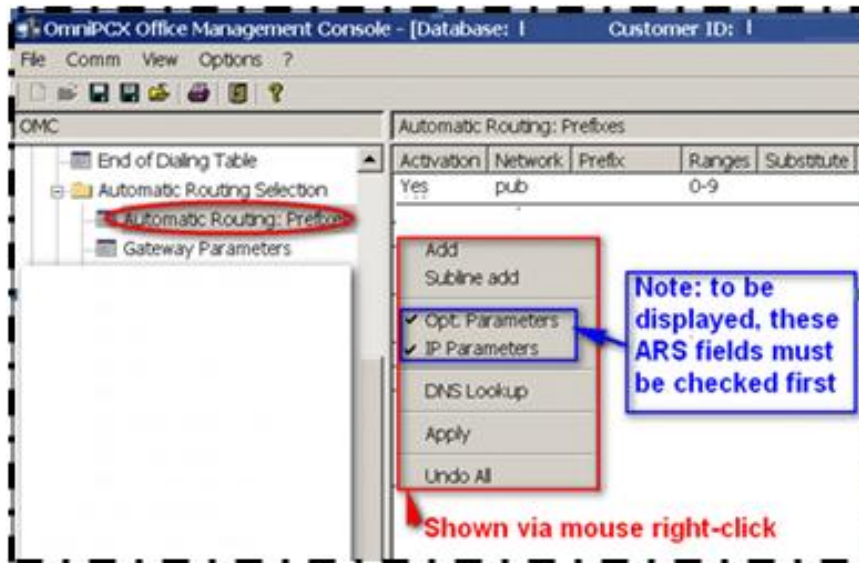 OmniPCX Office Management Console - [Database: Customer ID:
File Comm View Options ?
OMC
End of Dialing Table
Automatic Routing Selection
Automatic Routing: Prefixe
Gateway Parameters
Automatic Routing: Prefixes
Activation Network Prefix Ranges Substitute
Yes pub 0-9
Add
Subline add
Opt. Parameters
IP Parameters
DNS Lookup
Apply
Undo All
Note: to be
displayed, these
ARS fields must
be checked first
Shown via mouse right-click